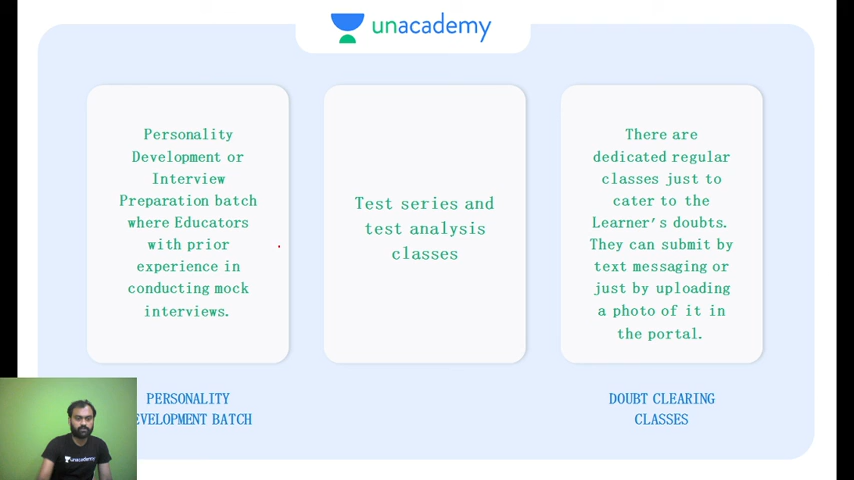 unacademy
Personality
Development or
Interview
Preparation batch
where Educators
with prior
experience in
conducting mock
interviews.
Test series and
test analysis
classes
There are
dedicated regular
classes just to
cater to the
Learner's doubts.
They can submit by
text messaging or
just by uploading
a photo of it in
the portal.
PERSONALITY
EVELOPMENT BATCH
DOUBT CLEARING
CLASSES
unacademy